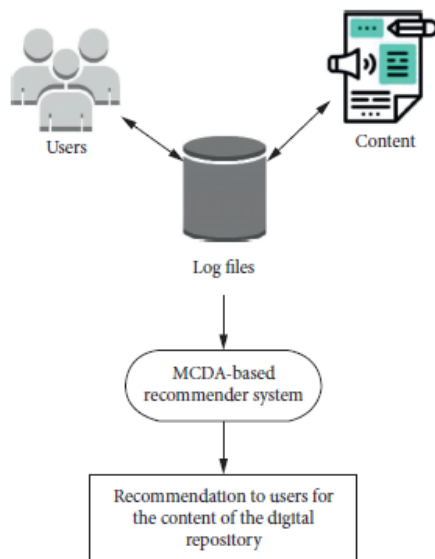 Users
Content
Log files
MCDA-based
recommender system
Recommendation to users for
the content of the digital
repository